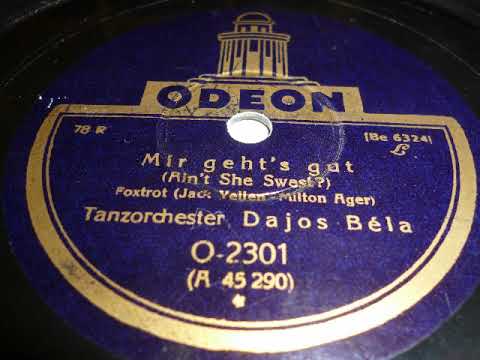 ODEON
78 R [Be 6324]
L
Mir geht's gut
(Ain't She Sweet?)
Foxtrot (Jack Yellen-Milton Ager)
Tanzorchester Dajos Béla
O-2301
(A 45 290)
*